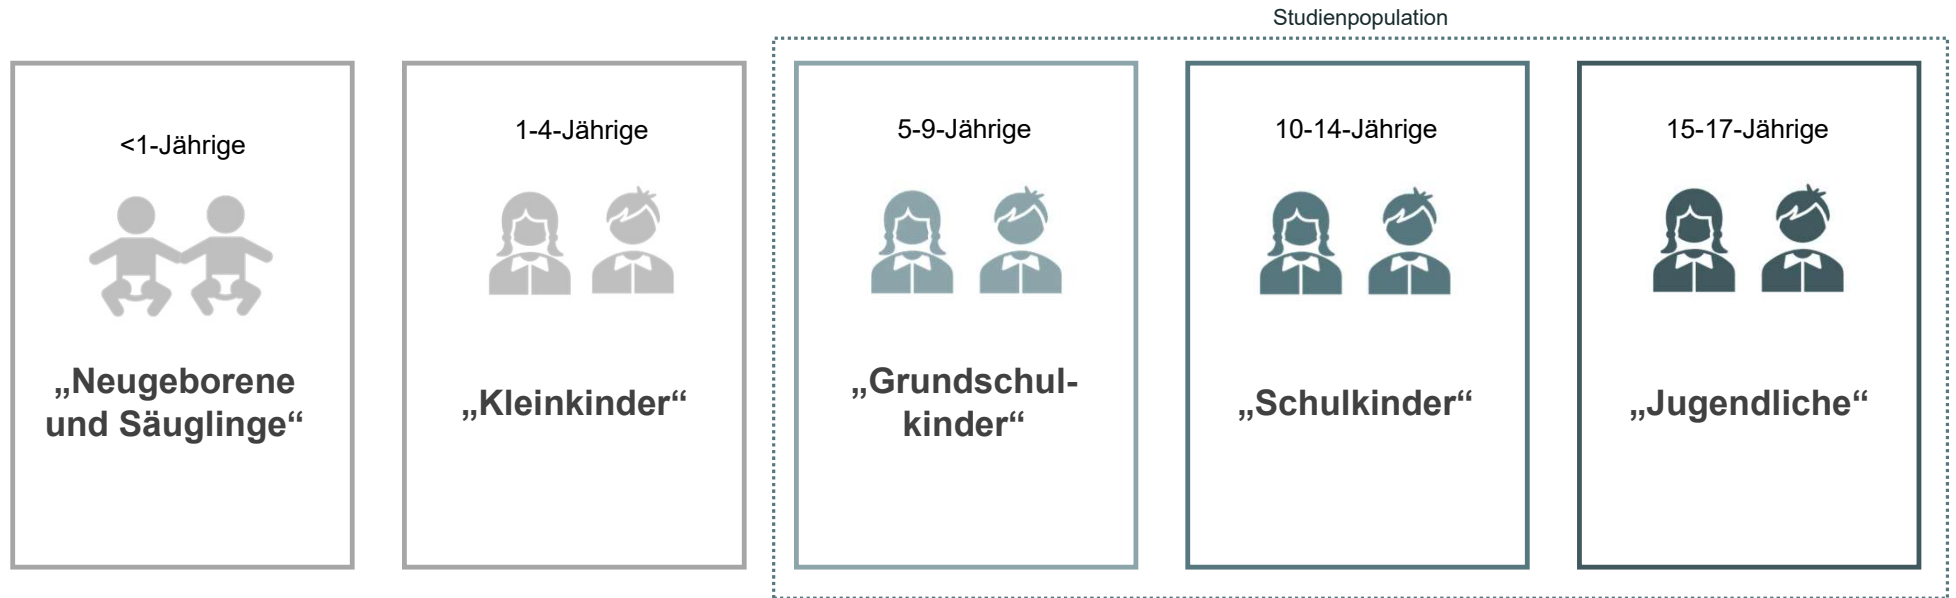 Studienpopulation
<1-Jährige
„Neugeborene
und Säuglinge“
1-4-Jährige
„Kleinkinder“
5-9-Jährige
„Grundschul-
kinder“
10-14-Jährige
„Schulkinder“
15-17-Jährige
„Jugendliche“